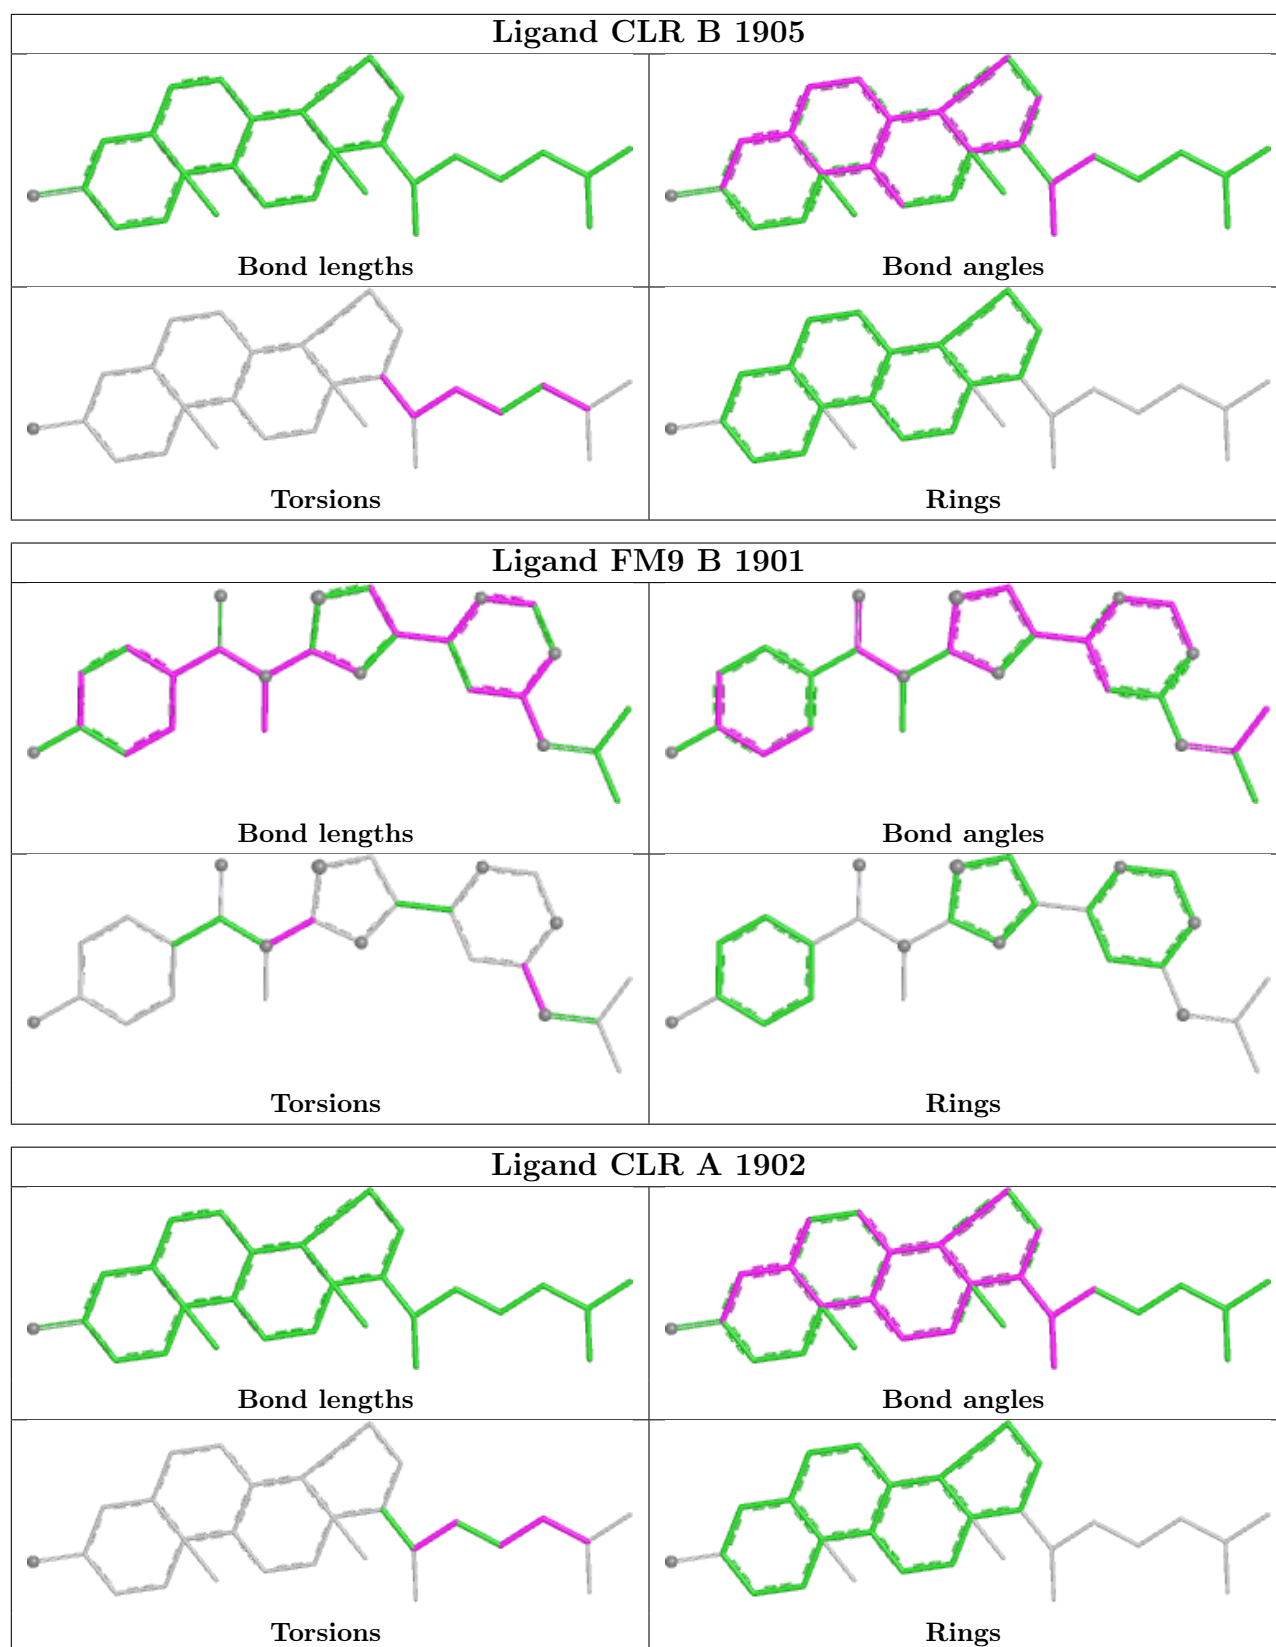 Ligand CLR B 1905
Bond lengths
Bond angles
Torsions
Rings
Ligand FM9 B 1901
Bond lengths
Bond angles
Torsions
Rings
Ligand CLR A 1902
Bond lengths
Bond angles
Torsions
Rings